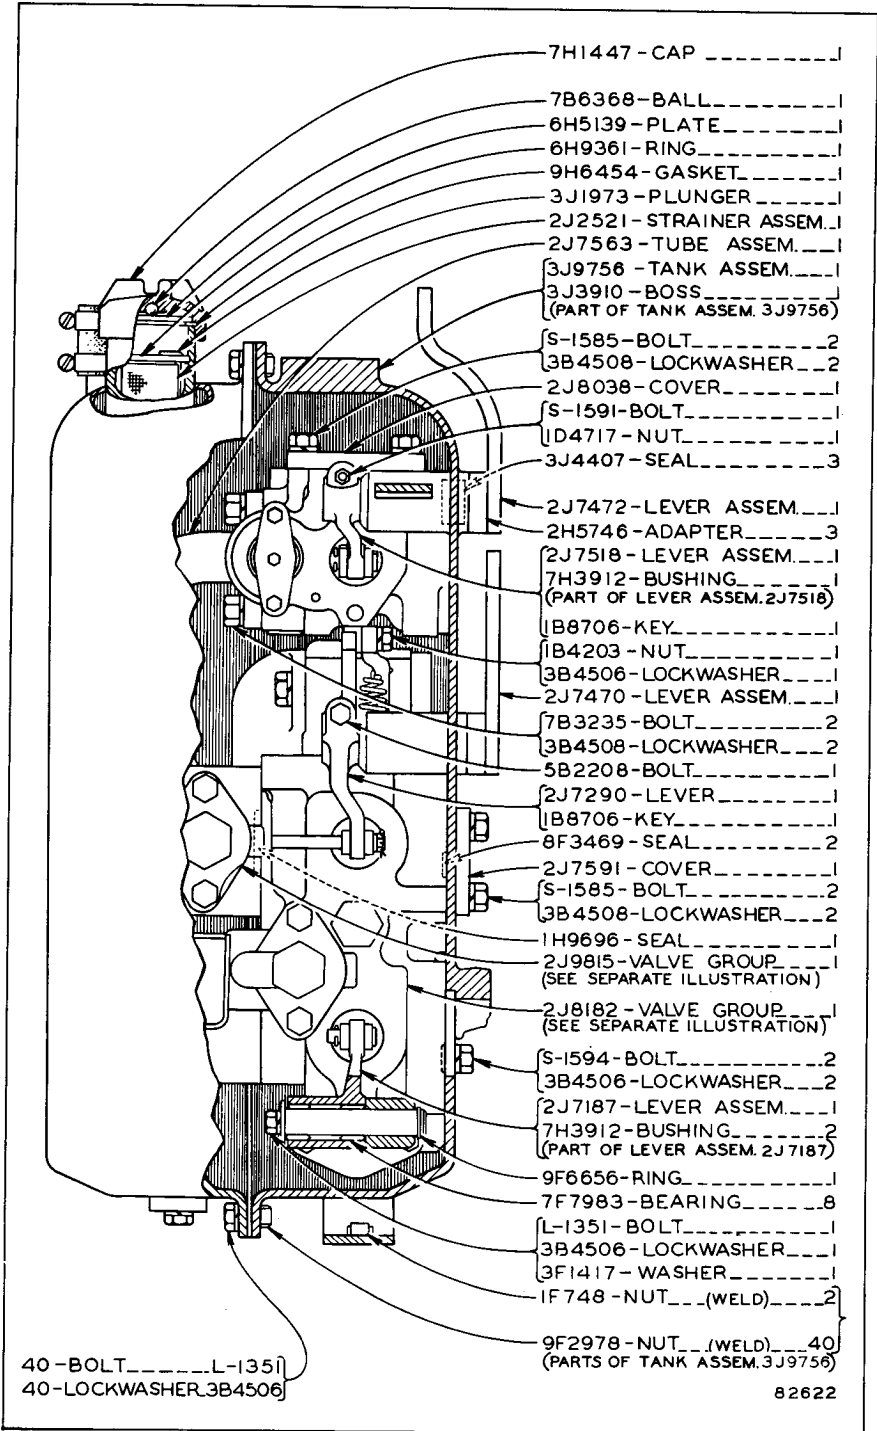 7H1447-CAP 1
7B6368-BALL 1
6H5139-PLATE 1
6H9361-RING 1
9H6454-GASKET 1
3J1973-PLUNGER 1
2J2521-STRAINER ASSEM. 1
2J7563-TUBE ASSEM. 1
3J9756-TANK ASSEM. 1
3J3910-BOSS 1
(PART OF TANK ASSEM. 3J9756)
S-1585-BOLT 2
3B4508-LOCKWASHER 2
2J8038-COVER 1
S-1591-BOLT 1
1D4717-NUT 1
3J4407-SEAL 3
2J7472-LEVER ASSEM. 1
2H5746-ADAPTER 3
2J7518-LEVER ASSEM. 1
7H3912-BUSHING 1
(PART OF LEVER ASSEM. 2J7518)
1B8706-KEY 1
1B4203-NUT 1
3B4506-LOCKWASHER 1
2J7470-LEVER ASSEM. 1
7B3235-BOLT 2
3B4508-LOCKWASHER 2
5B2208-BOLT 1
2J7290-LEVER 1
1B8706-KEY 1
8F3469-SEAL 2
2J7591-COVER 1
S-1585-BOLT 2
3B4508-LOCKWASHER 2
1H9696-SEAL 1
2J9815-VALVE GROUP 1
(SEE SEPARATE ILLUSTRATION)
2J8182-VALVE GROUP 1
(SEE SEPARATE ILLUSTRATION)
S-1594-BOLT 2
3B4506-LOCKWASHER 2
2J7187-LEVER ASSEM. 1
7H3912-BUSHING 2
(PART OF LEVER ASSEM. 2J7187)
9F6656-RING 1
7F7983-BEARING 8
L-1351-BOLT 1
3B4506-LOCKWASHER 1
3F1417-WASHER 1
1F748-NUT (WELD) 2
9F2978-NUT (WELD) 40
(PARTS OF TANK ASSEM. 3J9756)
40-BOLT L-1351
40-LOCKWASHER 3B4506
82622